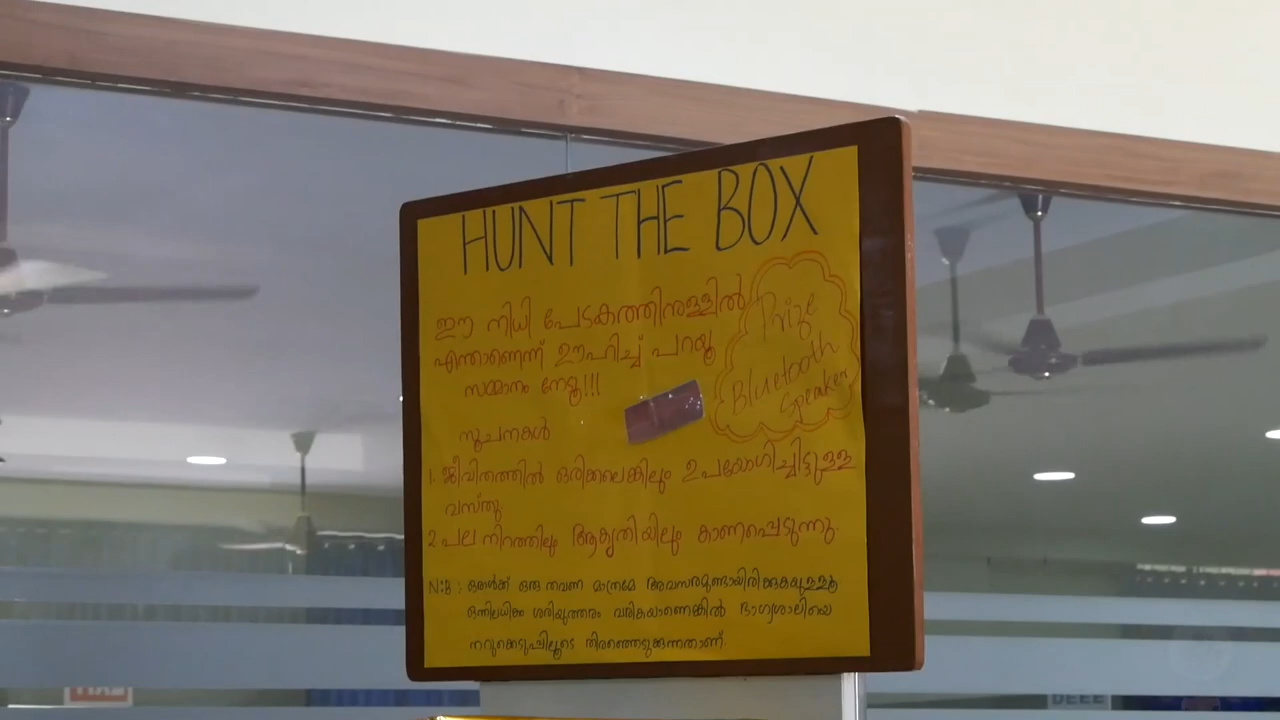 HUNT THE BOX
ഈ നിധി പേടകത്തിനുള്ളിൽ
എന്താണെന്ന് ഊഹിച്ച് പറയൂ
സമ്മാനം നേടൂ!!!
Prize
Bluetooth
Speaker
സൂചനകൾ
1. ജീവിതത്തിൽ ഒരിക്കലെങ്കിലും ഉപയോഗിച്ചിട്ടുള്ള
വസ്തു
2 പല നിറത്തിലും ആകൃതിയിലും കാണപ്പെടുന്നു.
N:B : ഒരാൾക്ക് ഒരു തവണ മാത്രമേ അവസരമുണ്ടായിരിക്കുകയുള്ളൂ
ഒന്നിലധികം ശരിയുത്തരം വരികയാണെങ്കിൽ ഭാഗ്യശാലിയെ
നറുക്കെടുപ്പിലൂടെ തിരഞ്ഞെടുക്കുന്നതാണ്.